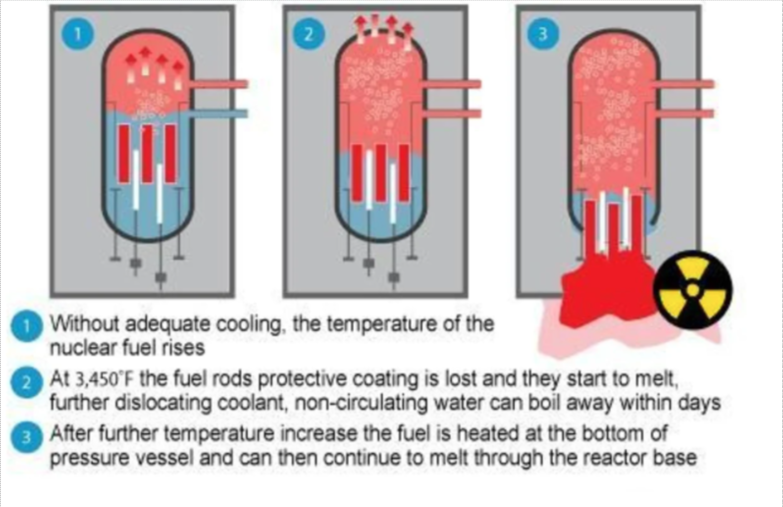 1
2
3
1 Without adequate cooling, the temperature of the
nuclear fuel rises
2 At 3,450°F the fuel rods protective coating is lost and they start to melt,
further dislocating coolant, non-circulating water can boil away within days
3 After further temperature increase the fuel is heated at the bottom of
pressure vessel and can then continue to melt through the reactor base